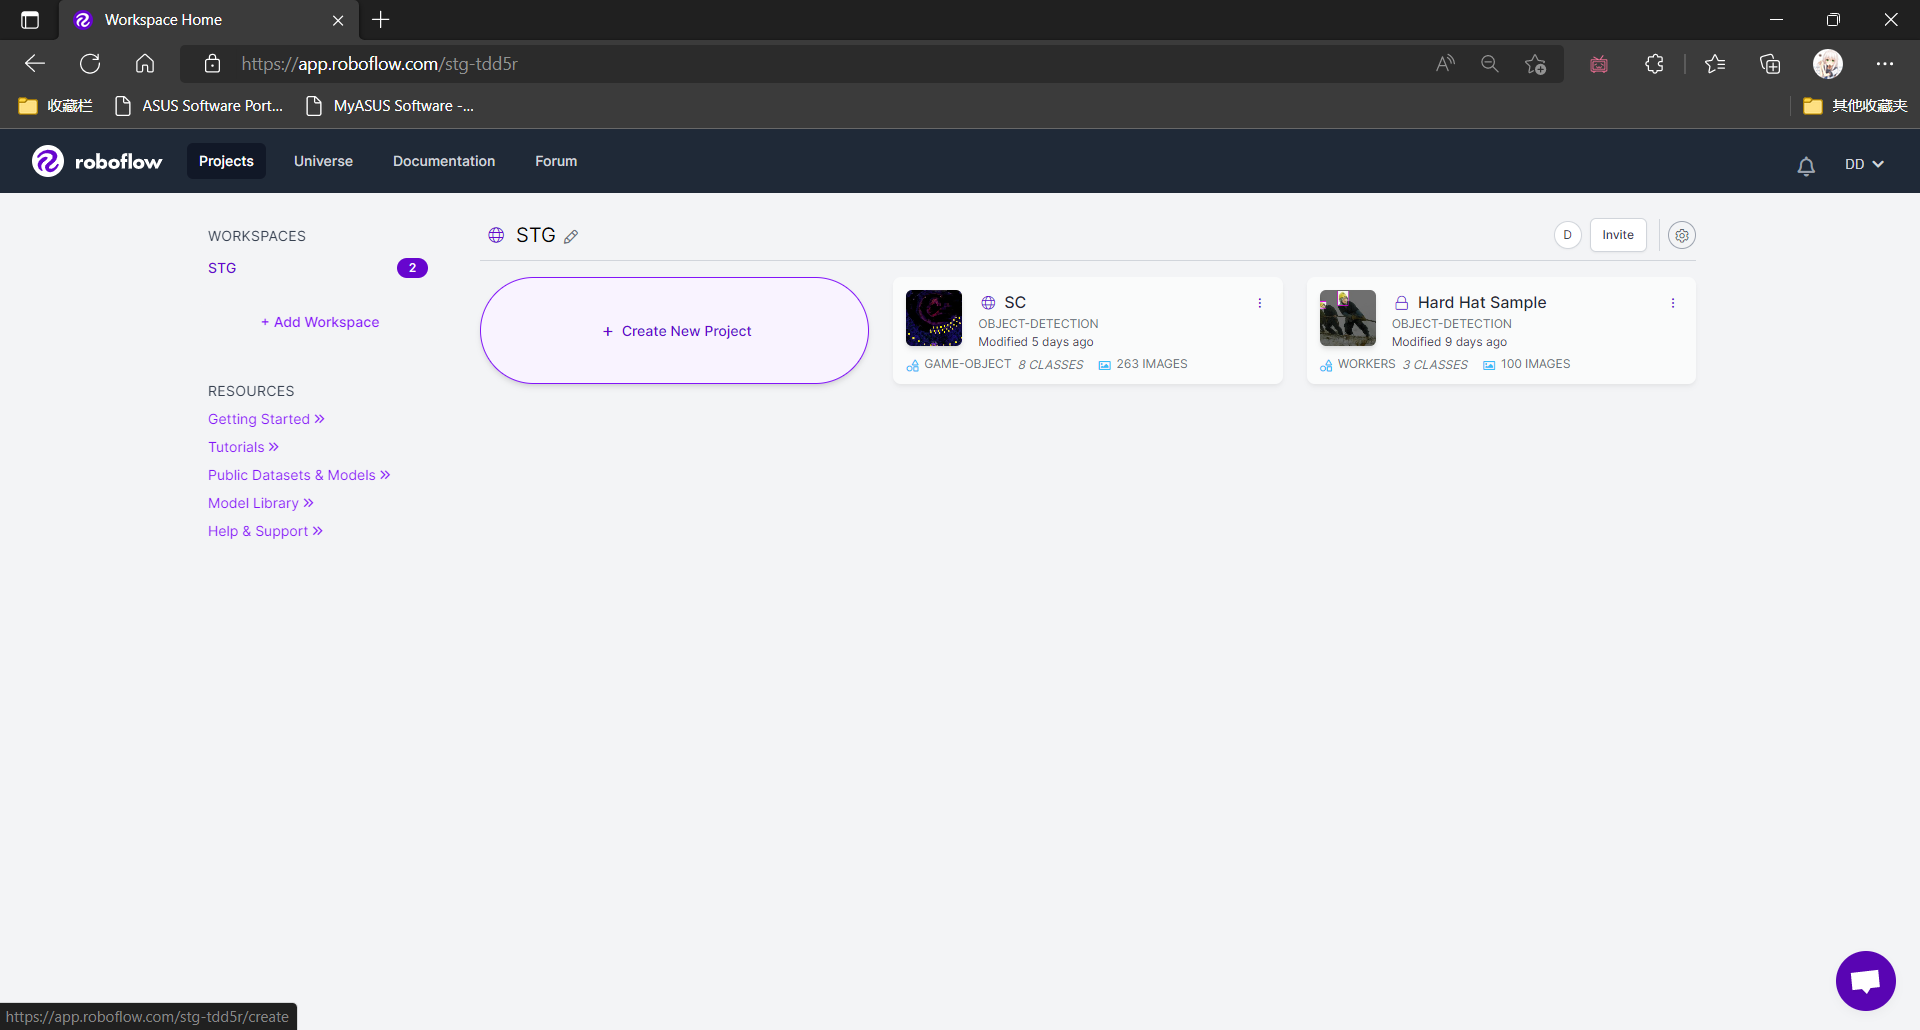 Workspace Home
https://app.roboflow.com/stg-tdd5r
收藏栏 ASUS Software Port... MyASUS Software -... 其他收藏夹
roboflow Projects Universe Documentation Forum DD
WORKSPACES
STG 2
+ Add Workspace
RESOURCES
Getting Started »
Tutorials »
Public Datasets & Models »
Model Library »
Help & Support »
STG D Invite
+ Create New Project
SC
OBJECT-DETECTION
Modified 5 days ago
GAME-OBJECT 8 CLASSES 263 IMAGES
Hard Hat Sample
OBJECT-DETECTION
Modified 9 days ago
WORKERS 3 CLASSES 100 IMAGES
https://app.roboflow.com/stg-tdd5r/create